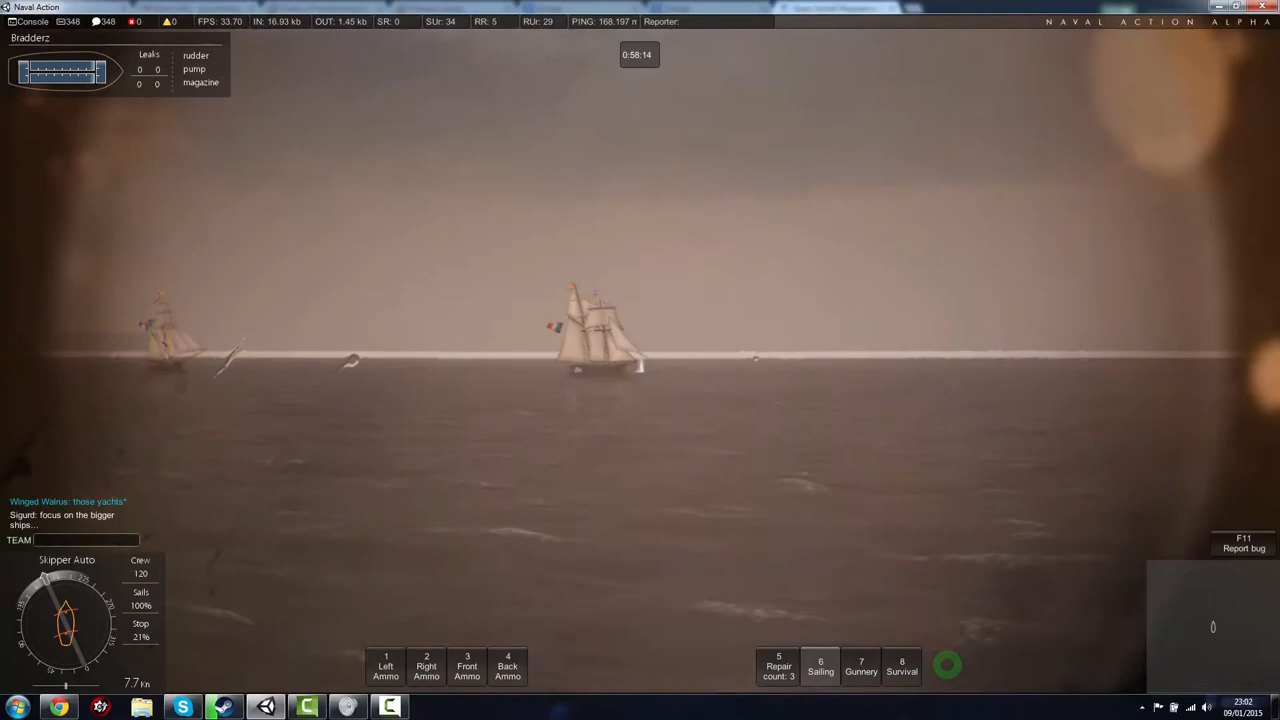 Naval Action
Console 348 348 0 0 FPS: 33.70 IN: 16.93 kB OUT: 1.45 kB SR: 0 SUr: 34 RR: 5 RUr: 29 PING: 168.197 m Reporter:
NAVAL ACTION ALPHA
Bradderz
Leaks
0 0
0 0
rudder
pump
magazine
0:58:14
Winged Walrus: those yachts*
Sigurd: focus on the bigger
ships...
TEAM
Skipper Auto
Crew
120
Sails
100%
Stop
21%
7.7 Kn
1
Left
Ammo
2
Right
Ammo
3
Front
Ammo
4
Back
Ammo
5
Repair
count: 3
6
Sailing
7
Gunnery
8
Survival
F11
Report bug
23:02
09/01/2015